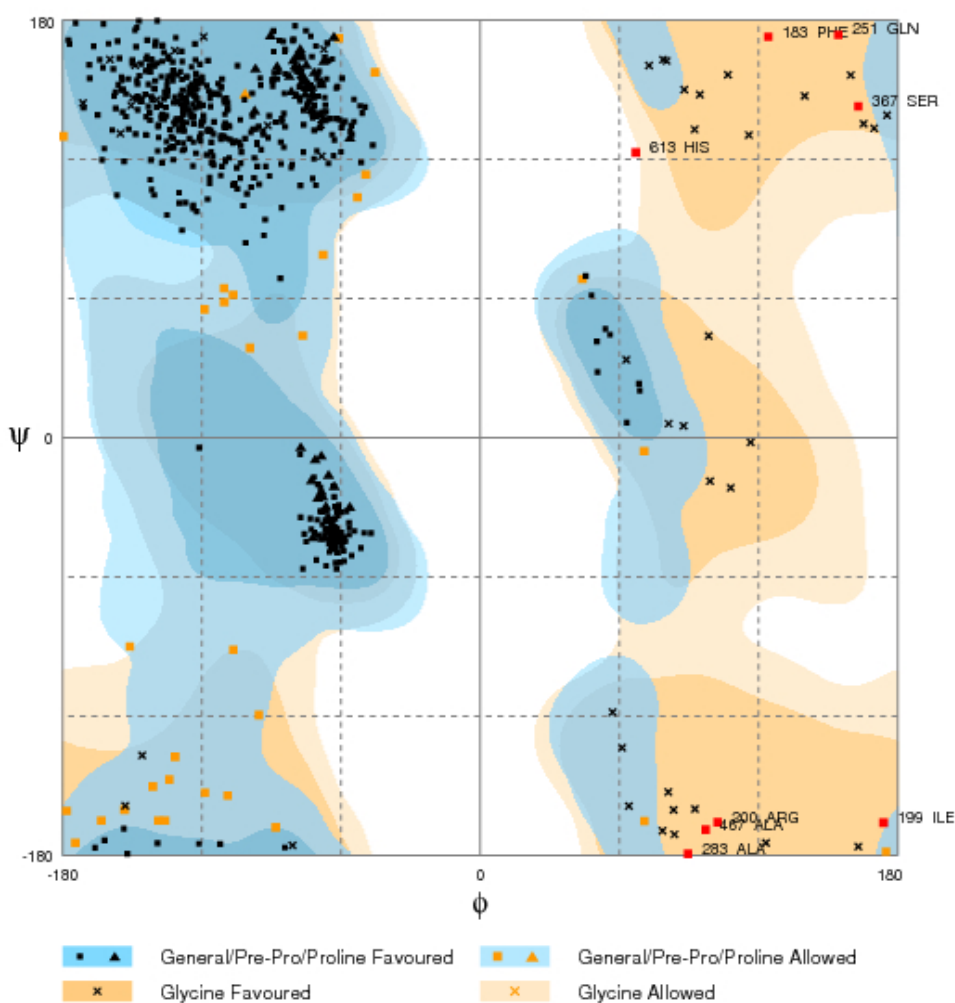 180
183 PHE
251 GLN
367 SER
613 HIS
ψ
0
200 ARG
199 ILE
467 ALA
283 ALA
-180
-180
0
180
ϕ
General/Pre-Pro/Proline Favoured
General/Pre-Pro/Proline Allowed
Glycine Favoured
Glycine Allowed